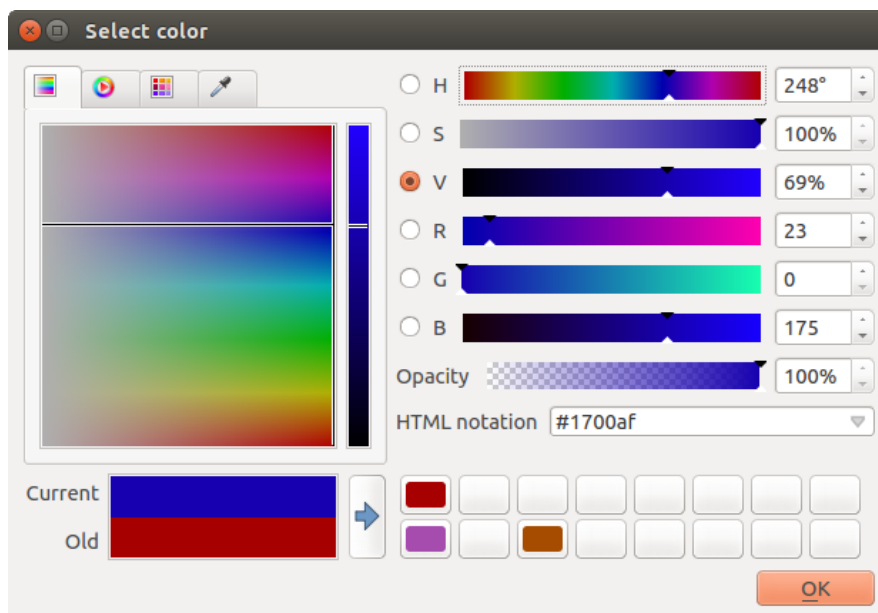 Select color
H 248°
S 100%
V 69%
R 23
G 0
B 175
Opacity 100%
HTML notation #1700af
Current
Old
OK